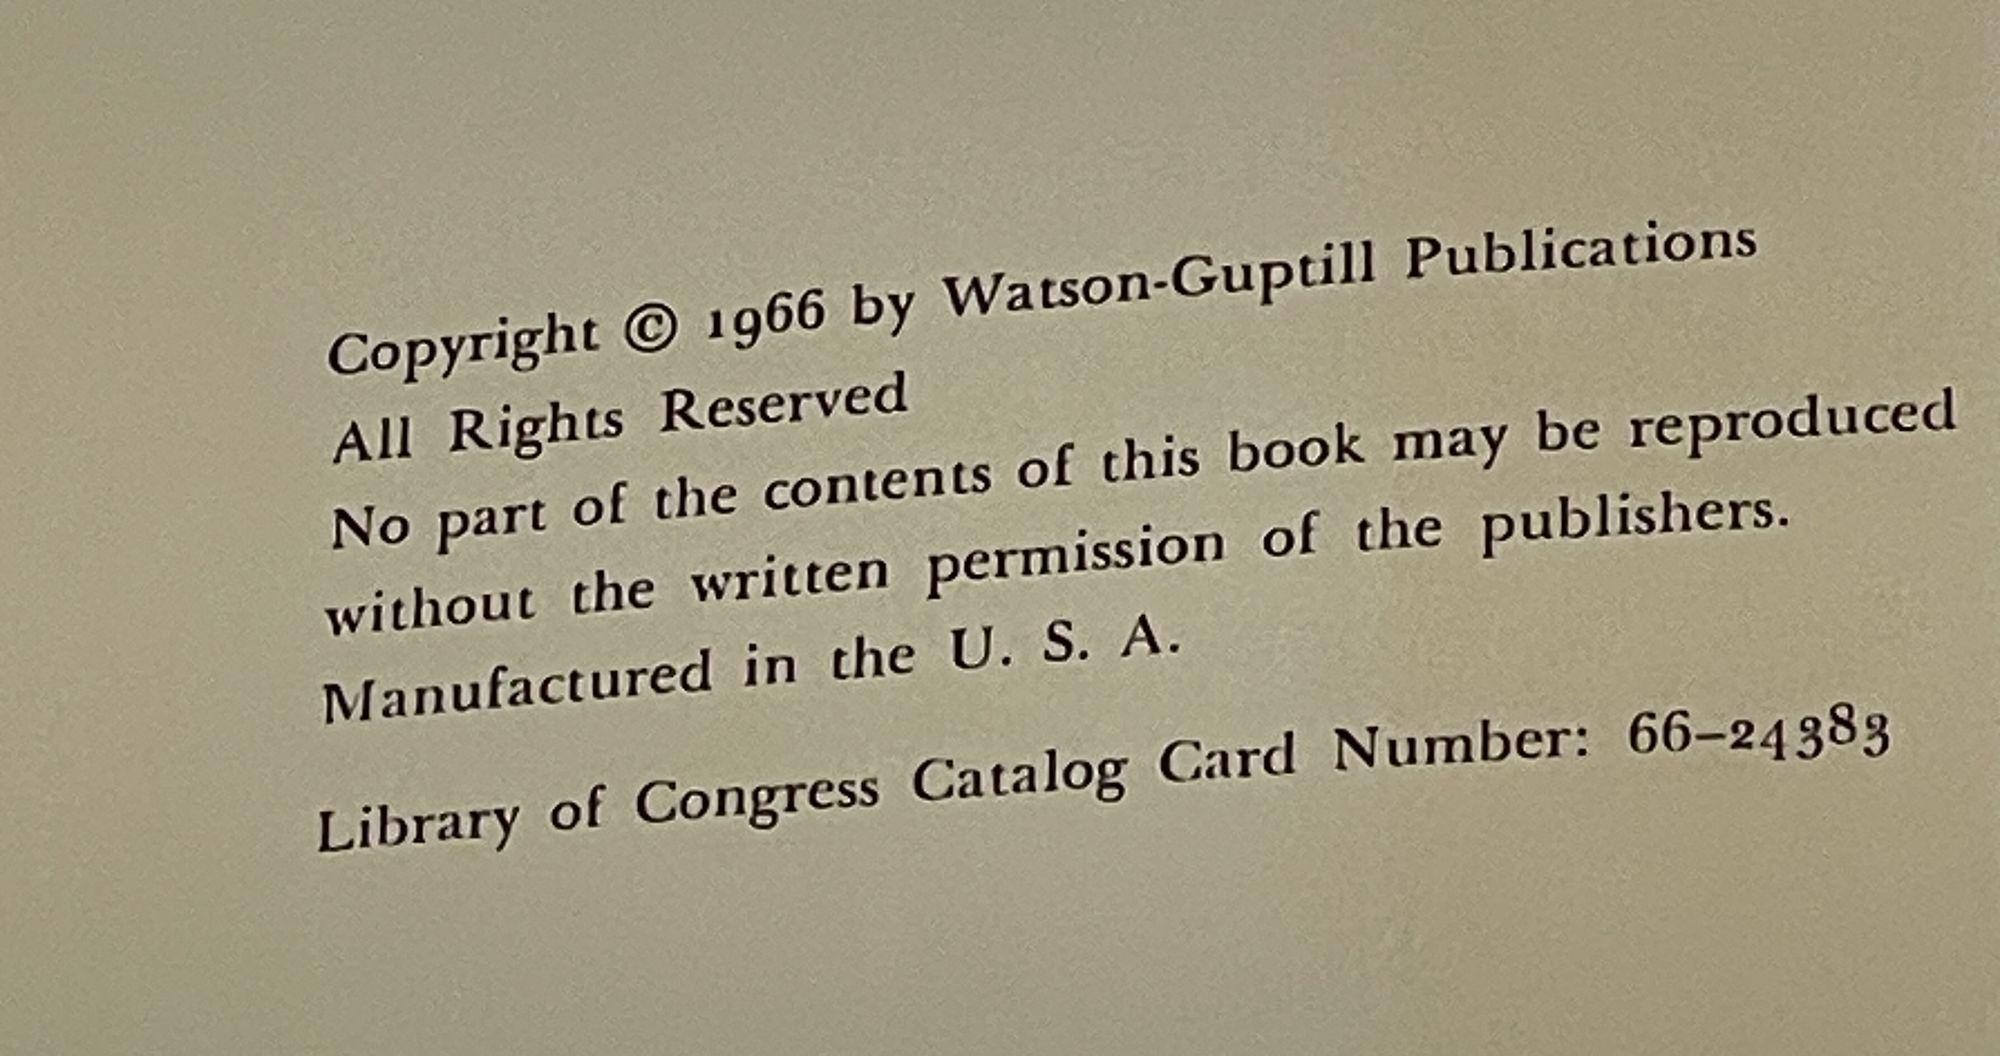 Copyright © 1966 by Watson-Guptill Publications
All Rights Reserved
No part of the contents of this book may be reproduced
without the written permission of the publishers.
Manufactured in the U. S. A.
Library of Congress Catalog Card Number: 66–24383